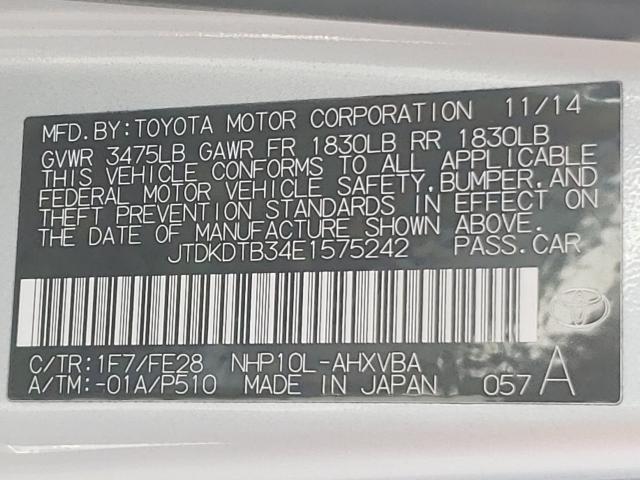 MFD. BY: TOYOTA MOTOR CORPORATION 11/14
GVWR 3475LB GAWR FR 1830LB RR 1830LB
THIS VEHICLE CONFORMS TO ALL APPLICABLE
FEDERAL MOTOR VEHICLE SAFETY, BUMPER, AND
THEFT PREVENTION STANDARDS IN EFFECT ON
THE DATE OF MANUFACTURE SHOWN ABOVE.
JTDKDTB34E1575242 PASS. CAR
C/TR: 1F7/FE28 NHP10L-AHXVBA
A/TM: -01A/P510 MADE IN JAPAN 057 A